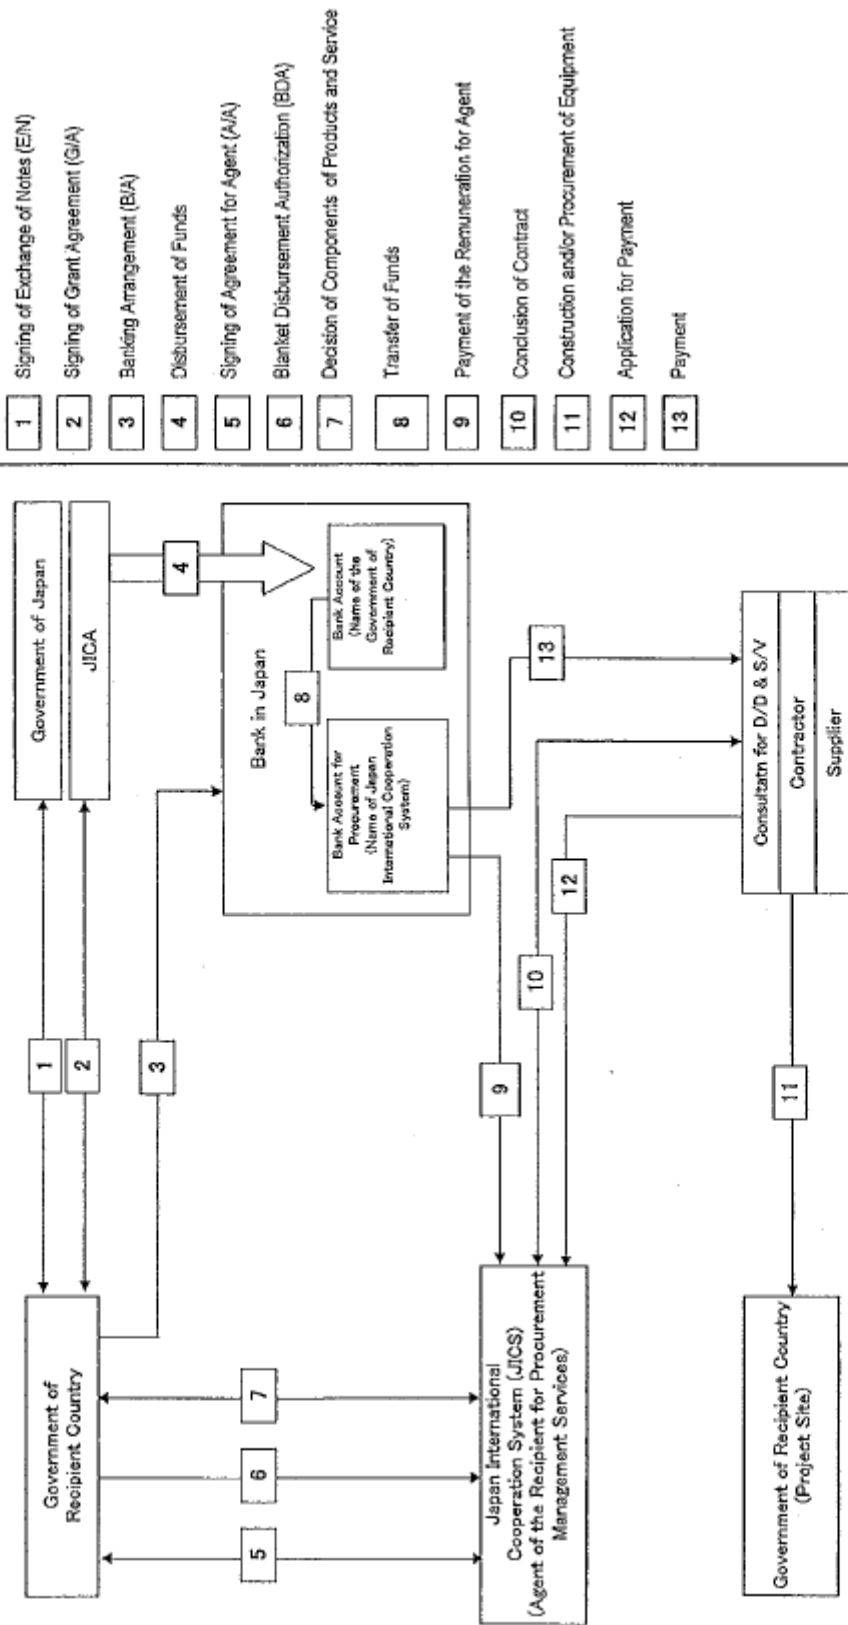 Government of
Recipient Country
1
2
Government of Japan
JICA
3
4
Bank in Japan
Bank Account for
Procurement
(Name of Japan
International Cooperation
System)
8
Bank Account
(Name of the
Government of
Recipient Country)
5
6
7
9
10
12
13
Japan International
Cooperation System (JICS)
(Agent of the Recipient for Procurement
Management Services)
Consultatn for D/D & S/V
Contractor
Supplier
11
Government of Recipient Country
(Project Site)
1 Signing of Exchange of Notes (E/N)
2 Signing of Grant Agreement (G/A)
3 Banking Arrangement (B/A)
4 Disbursement of Funds
5 Signing of Agreement for Agent (A/A)
6 Blanket Disbursement Authorization (BDA)
7 Decision of Components of Products and Service
8 Transfer of Funds
9 Payment of the Remuneration for Agent
10 Conclusion of Contract
11 Construction and/or Procurement of Equipment
12 Application for Payment
13 Payment